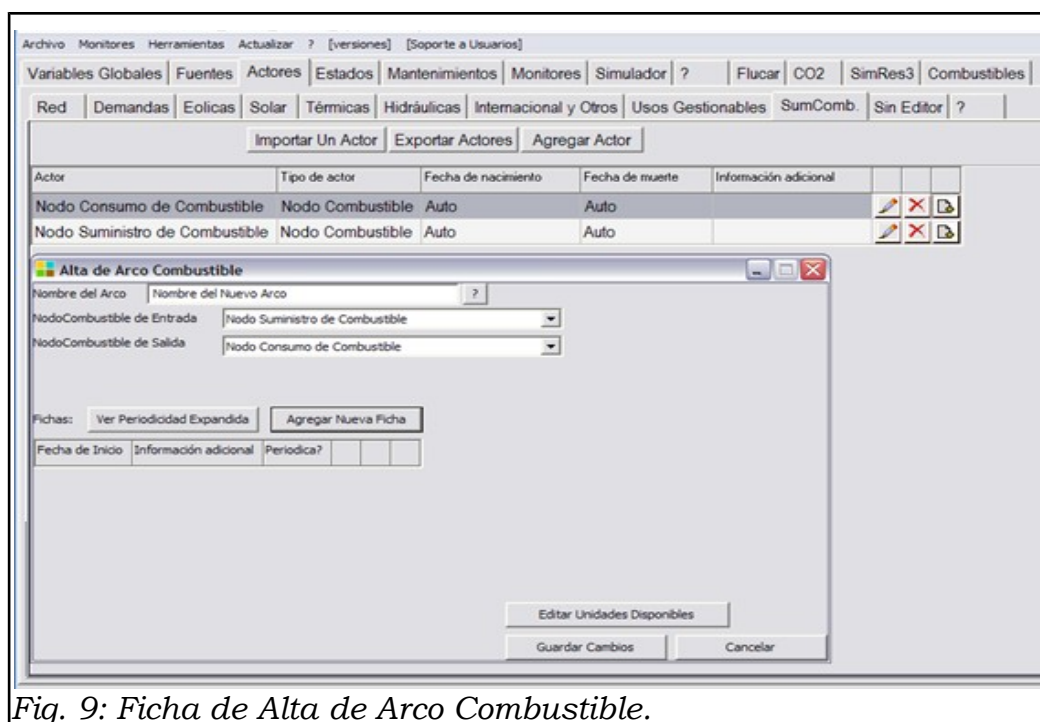 Archivo Monitores Herramientas Actualizar ? [versiones] [Soporte a Usuarios]
Variables Globales Fuentes Actores Estados Mantenimientos Monitores Simulador ? Flucar CO2 SimRes3 Combustibles
Red Demandas Eolicas Solar Térmicas Hidráulicas Internacional y Otros Usos Gestionables SumComb. Sin Editor ?
Importar Un Actor Exportar Actores Agregar Actor
Actor Tipo de actor Fecha de nacimiento Fecha de muerte Información adicional
Nodo Consumo de Combustible Nodo Combustible Auto Auto
Nodo Suministro de Combustible Nodo Combustible Auto Auto
Alta de Arco Combustible
Nombre del Arco Nombre del Nuevo Arco ?
NodoCombustible de Entrada Nodo Suministro de Combustible
NodoCombustible de Salida Nodo Consumo de Combustible
Fichas: Ver Periodicidad Expandida Agregar Nueva Ficha
Fecha de Inicio Información adicional Periodica?
Editar Unidades Disponibles
Guardar Cambios Cancelar
Fig. 9: Ficha de Alta de Arco Combustible.